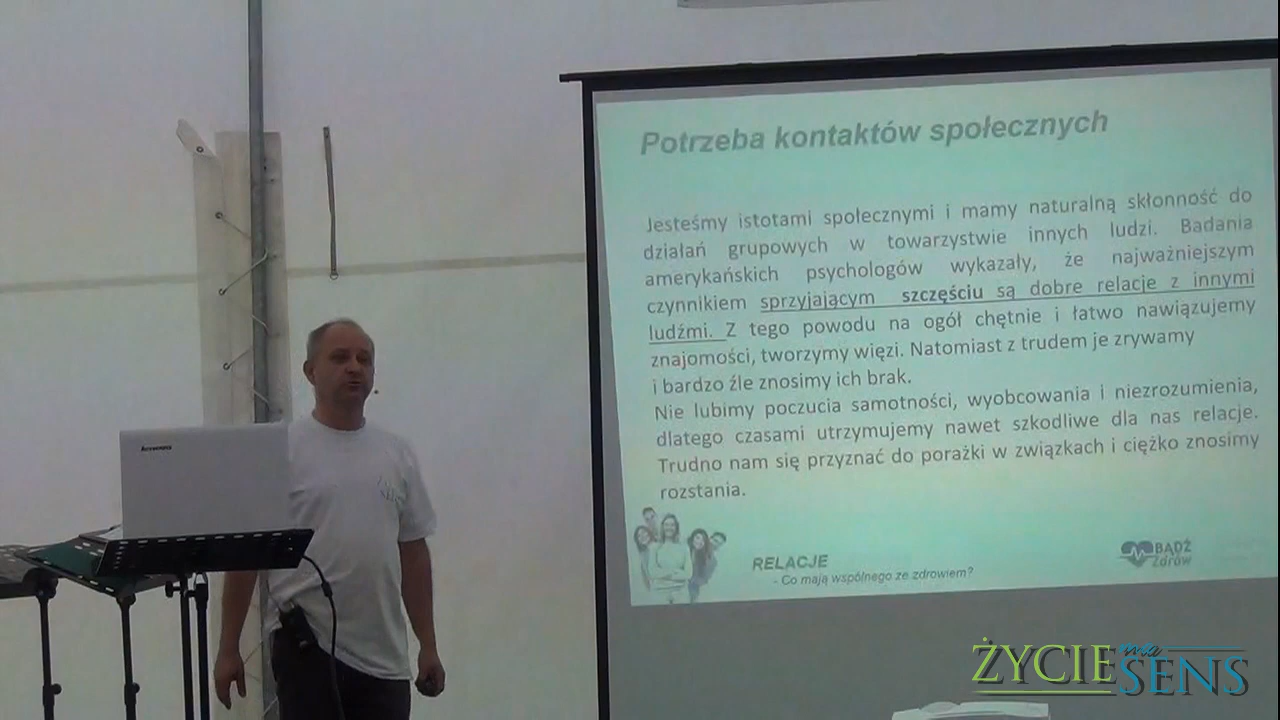 Potrzeba kontaktów społecznych
Jesteśmy istotami społecznymi i mamy naturalną skłonność do
działań grupowych w towarzystwie innych ludzi. Badania
amerykańskich psychologów wykazały, że najważniejszym
czynnikiem sprzyjającym szczęściu są dobre relacje z innymi
ludźmi. Z tego powodu na ogół chętnie i łatwo nawiązujemy
znajomości, tworzymy więzi. Natomiast z trudem je zrywamy
i bardzo źle znosimy ich brak.
Nie lubimy poczucia samotności, wyobcowania i niezrozumienia,
dlatego czasami utrzymujemy nawet szkodliwe dla nas relacje.
Trudno nam się przyznać do porażki w związkach i ciężko znosimy
rozstania.
RELACJE
- Co mają wspólnego ze zdrowiem?
BĄDŹ
Zdrów
Lenovo
ŻYCIE ma
SENS